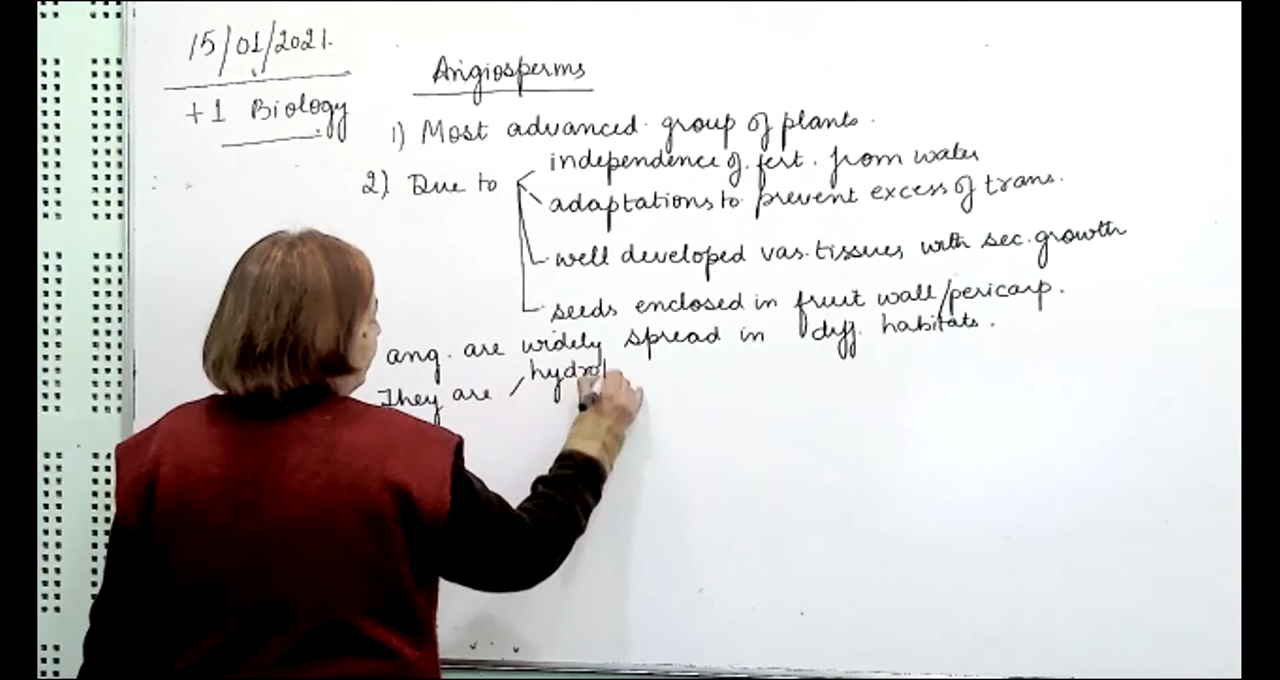 15/01/2021.
+1 Biology
Angiosperms
1) Most advanced group of plants.
2) Due to
independence of fert. from water
adaptations to prevent excess of trans.
well developed vas. tissues with sec. growth
seeds enclosed in fruit wall/pericarp.
ang. are widely spread in diff. habitats.
They are / hydro